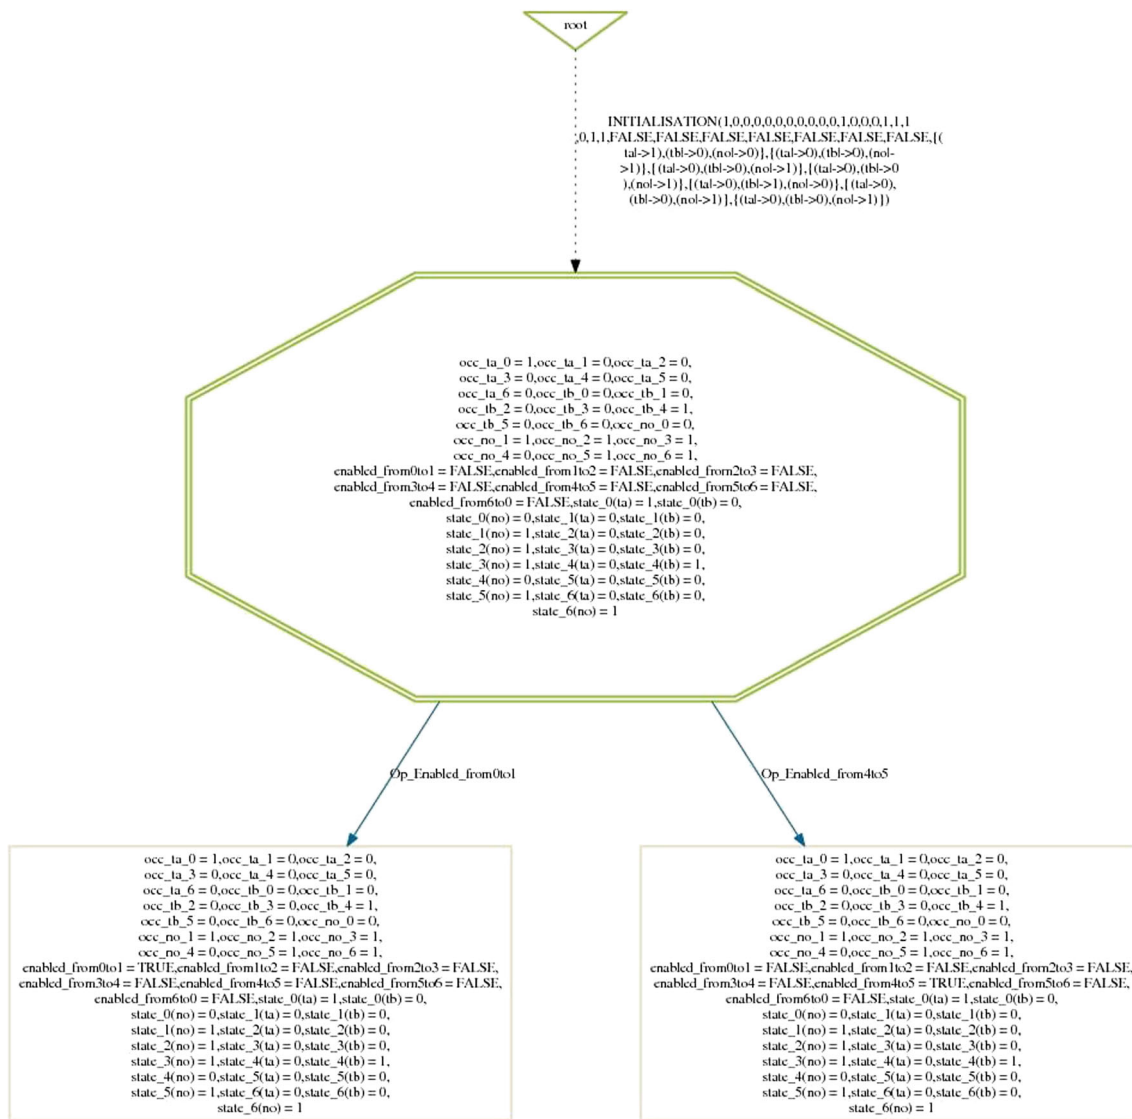 root
INITIALISATION(1,0,0,0,0,0,0,0,0,0,0,1,0,0,0,1,1,1
,0,1,1,FALSE,FALSE,FALSE,FALSE,FALSE,FALSE,FALSE,{(
ta|->1),(tb|->0),(no|->0)},{(ta|->0),(tb|->0),(no|-
>1)},{(ta|->0),(tb|->0),(no|->1)},{(ta|->0),(tb|->0
),(no|->1)},{(ta|->0),(tb|->1),(no|->0)},{(ta|->0),
(tb|->0),(no|->1)},{(ta|->0),(tb|->0),(no|->1)})
occ_ta_0 = 1,occ_ta_1 = 0,occ_ta_2 = 0,
occ_ta_3 = 0,occ_ta_4 = 0,occ_ta_5 = 0,
occ_ta_6 = 0,occ_tb_0 = 0,occ_tb_1 = 0,
occ_tb_2 = 0,occ_tb_3 = 0,occ_tb_4 = 1,
occ_tb_5 = 0,occ_tb_6 = 0,occ_no_0 = 0,
occ_no_1 = 1,occ_no_2 = 1,occ_no_3 = 1,
occ_no_4 = 0,occ_no_5 = 1,occ_no_6 = 1,
enabled_from0to1 = FALSE,enabled_from1to2 = FALSE,enabled_from2to3 = FALSE,
enabled_from3to4 = FALSE,enabled_from4to5 = FALSE,enabled_from5to6 = FALSE,
enabled_from6to0 = FALSE,state_0(ta) = 1,state_0(tb) = 0,
state_0(no) = 0,state_1(ta) = 0,state_1(tb) = 0,
state_1(no) = 1,state_2(ta) = 0,state_2(tb) = 0,
state_2(no) = 1,state_3(ta) = 0,state_3(tb) = 0,
state_3(no) = 1,state_4(ta) = 0,state_4(tb) = 1,
state_4(no) = 0,state_5(ta) = 0,state_5(tb) = 0,
state_5(no) = 1,state_6(ta) = 0,state_6(tb) = 0,
state_6(no) = 1
Op_Enabled_from0to1
Op_Enabled_from4to5
occ_ta_0 = 1,occ_ta_1 = 0,occ_ta_2 = 0,
occ_ta_3 = 0,occ_ta_4 = 0,occ_ta_5 = 0,
occ_ta_6 = 0,occ_tb_0 = 0,occ_tb_1 = 0,
occ_tb_2 = 0,occ_tb_3 = 0,occ_tb_4 = 1,
occ_tb_5 = 0,occ_tb_6 = 0,occ_no_0 = 0,
occ_no_1 = 1,occ_no_2 = 1,occ_no_3 = 1,
occ_no_4 = 0,occ_no_5 = 1,occ_no_6 = 1,
enabled_from0to1 = TRUE,enabled_from1to2 = FALSE,enabled_from2to3 = FALSE,
enabled_from3to4 = FALSE,enabled_from4to5 = FALSE,enabled_from5to6 = FALSE,
enabled_from6to0 = FALSE,state_0(ta) = 1,state_0(tb) = 0,
state_0(no) = 0,state_1(ta) = 0,state_1(tb) = 0,
state_1(no) = 1,state_2(ta) = 0,state_2(tb) = 0,
state_2(no) = 1,state_3(ta) = 0,state_3(tb) = 0,
state_3(no) = 1,state_4(ta) = 0,state_4(tb) = 1,
state_4(no) = 0,state_5(ta) = 0,state_5(tb) = 0,
state_5(no) = 1,state_6(ta) = 0,state_6(tb) = 0,
state_6(no) = 1
occ_ta_0 = 1,occ_ta_1 = 0,occ_ta_2 = 0,
occ_ta_3 = 0,occ_ta_4 = 0,occ_ta_5 = 0,
occ_ta_6 = 0,occ_tb_0 = 0,occ_tb_1 = 0,
occ_tb_2 = 0,occ_tb_3 = 0,occ_tb_4 = 1,
occ_tb_5 = 0,occ_tb_6 = 0,occ_no_0 = 0,
occ_no_1 = 1,occ_no_2 = 1,occ_no_3 = 1,
occ_no_4 = 0,occ_no_5 = 1,occ_no_6 = 1,
enabled_from0to1 = FALSE,enabled_from1to2 = FALSE,enabled_from2to3 = FALSE,
enabled_from3to4 = FALSE,enabled_from4to5 = TRUE,enabled_from5to6 = FALSE,
enabled_from6to0 = FALSE,state_0(ta) = 1,state_0(tb) = 0,
state_0(no) = 0,state_1(ta) = 0,state_1(tb) = 0,
state_1(no) = 1,state_2(ta) = 0,state_2(tb) = 0,
state_2(no) = 1,state_3(ta) = 0,state_3(tb) = 0,
state_3(no) = 1,state_4(ta) = 0,state_4(tb) = 1,
state_4(no) = 0,state_5(ta) = 0,state_5(tb) = 0,
state_5(no) = 1,state_6(ta) = 0,state_6(tb) = 0,
state_6(no) = 1